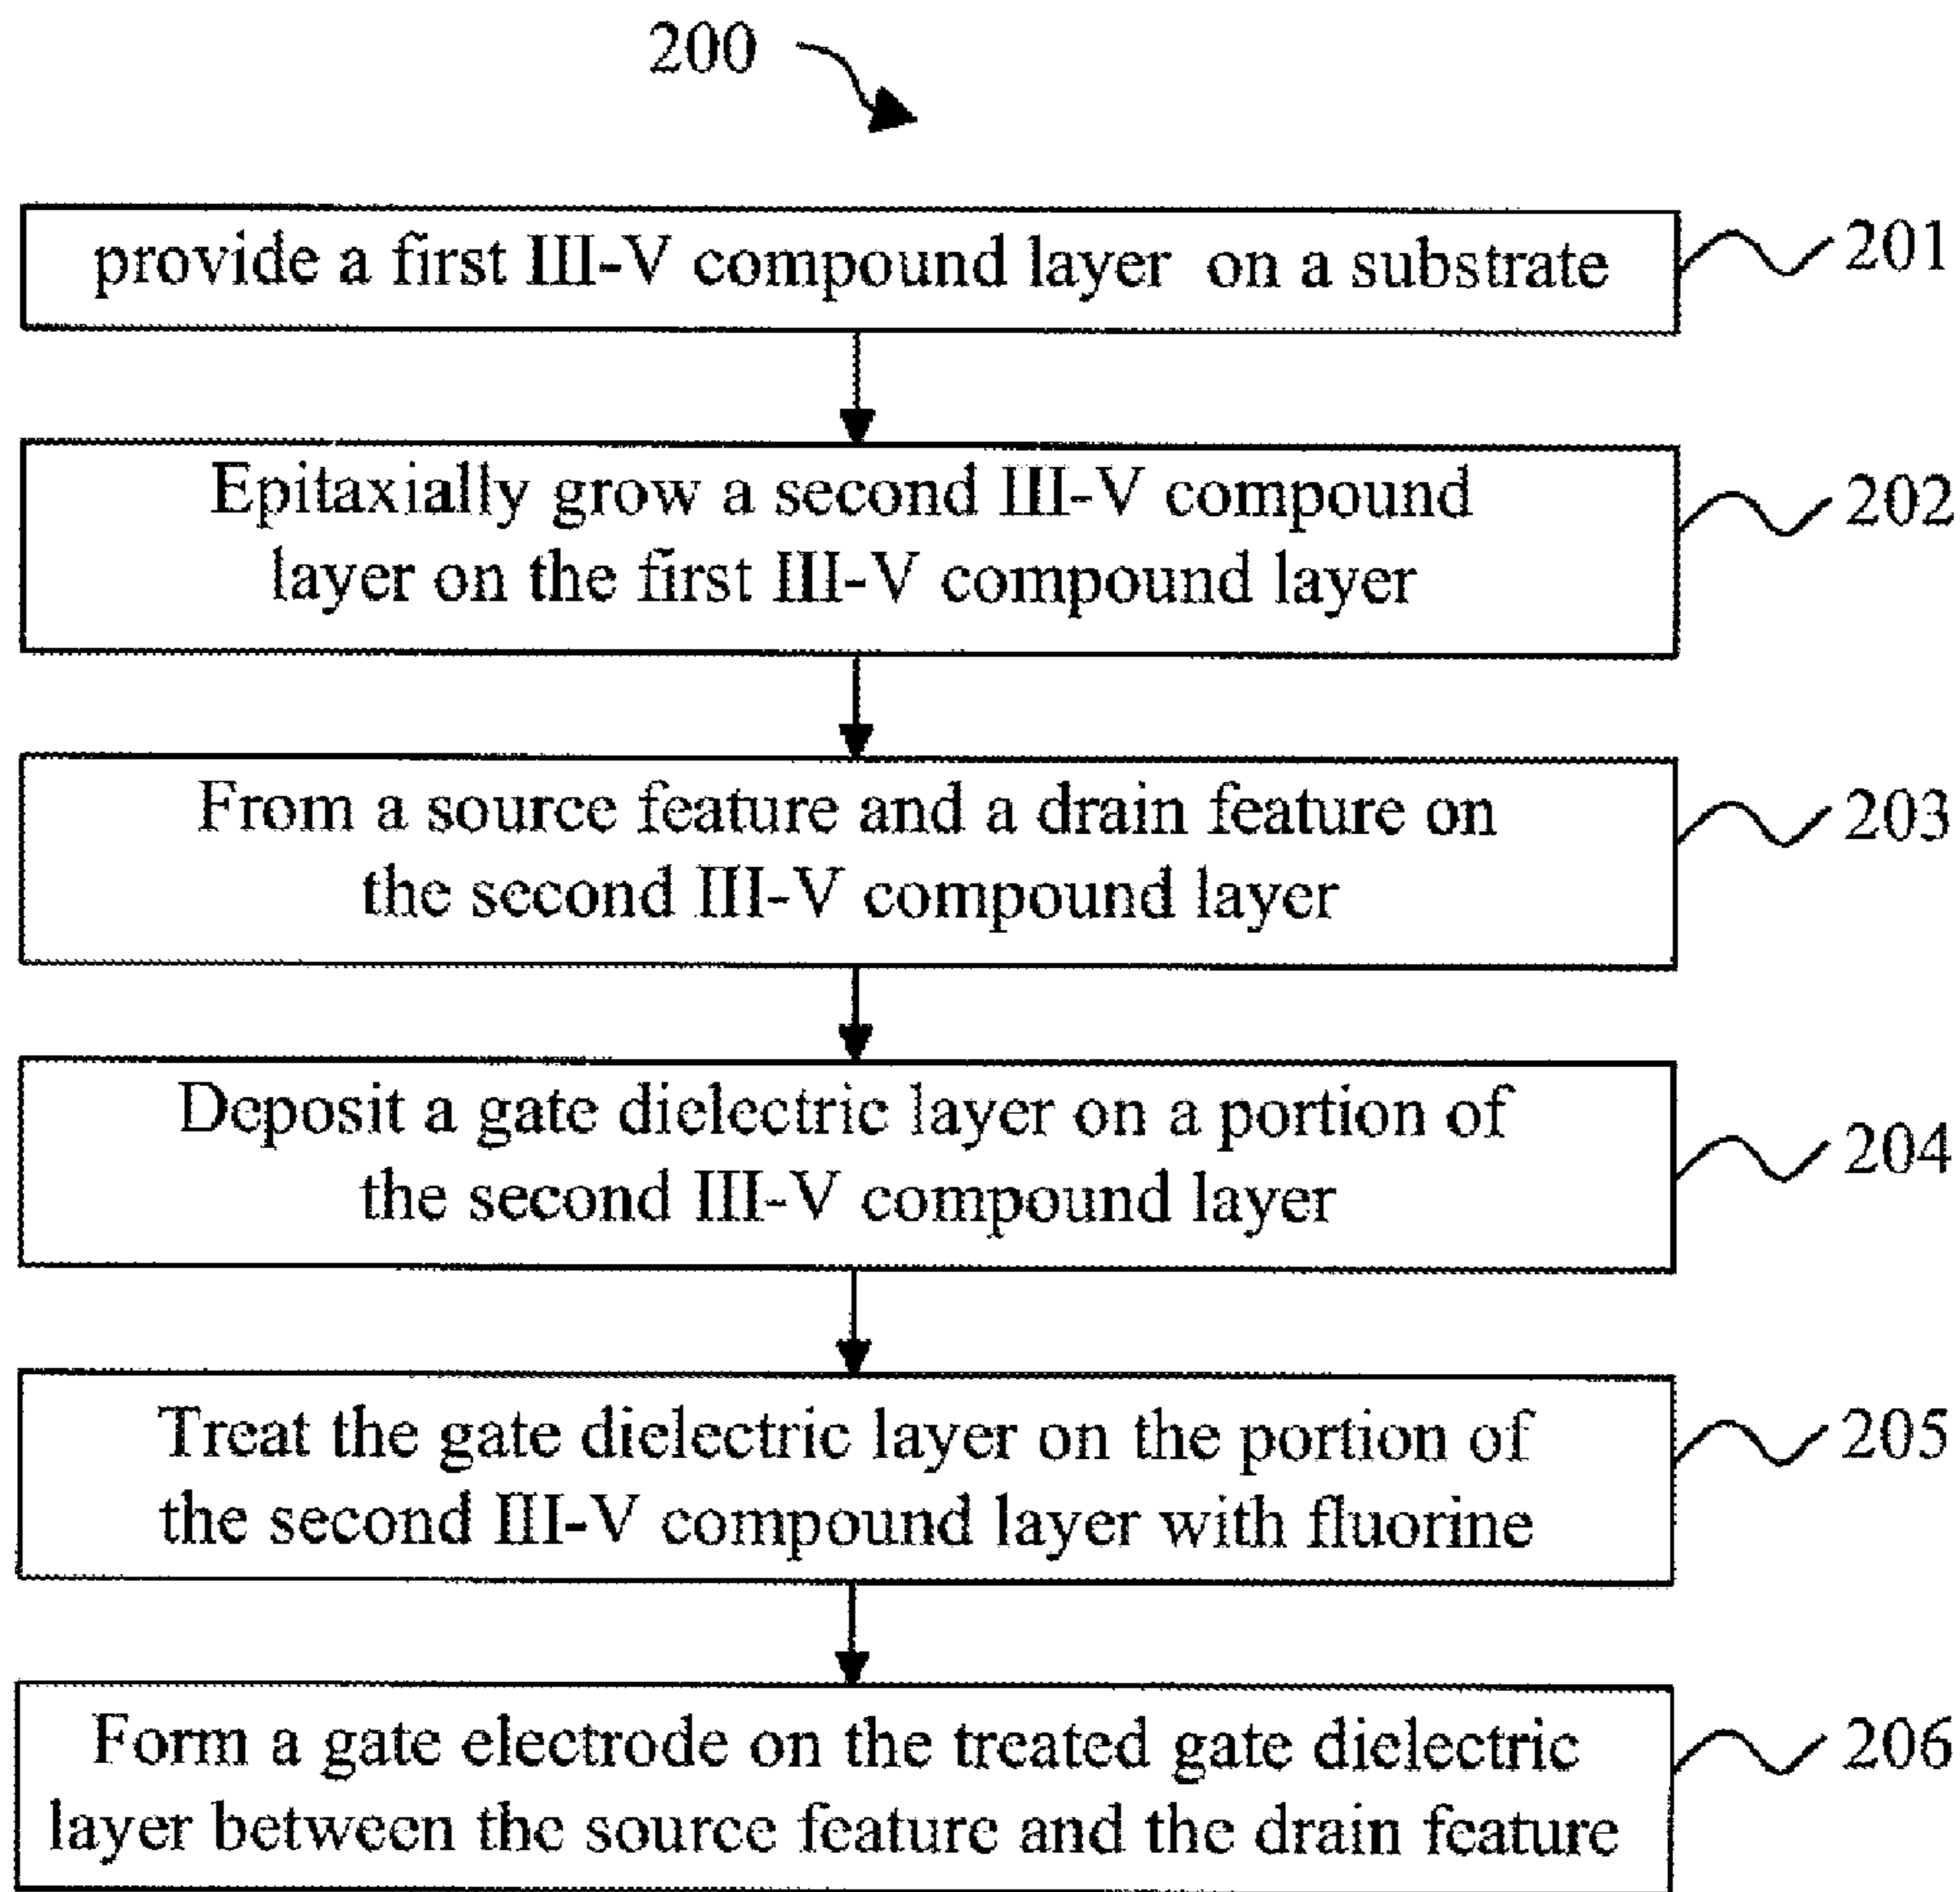 200
provide a first III-V compound layer on a substrate
201
Epitaxially grow a second III-V compound
layer on the first III-V compound layer
202
From a source feature and a drain feature on
the second III-V compound layer
203
Deposit a gate dielectric layer on a portion of
the second III-V compound layer
204
Treat the gate dielectric layer on the portion of
the second III-V compound layer with fluorine
205
Form a gate electrode on the treated gate dielectric
layer between the source feature and the drain feature
206